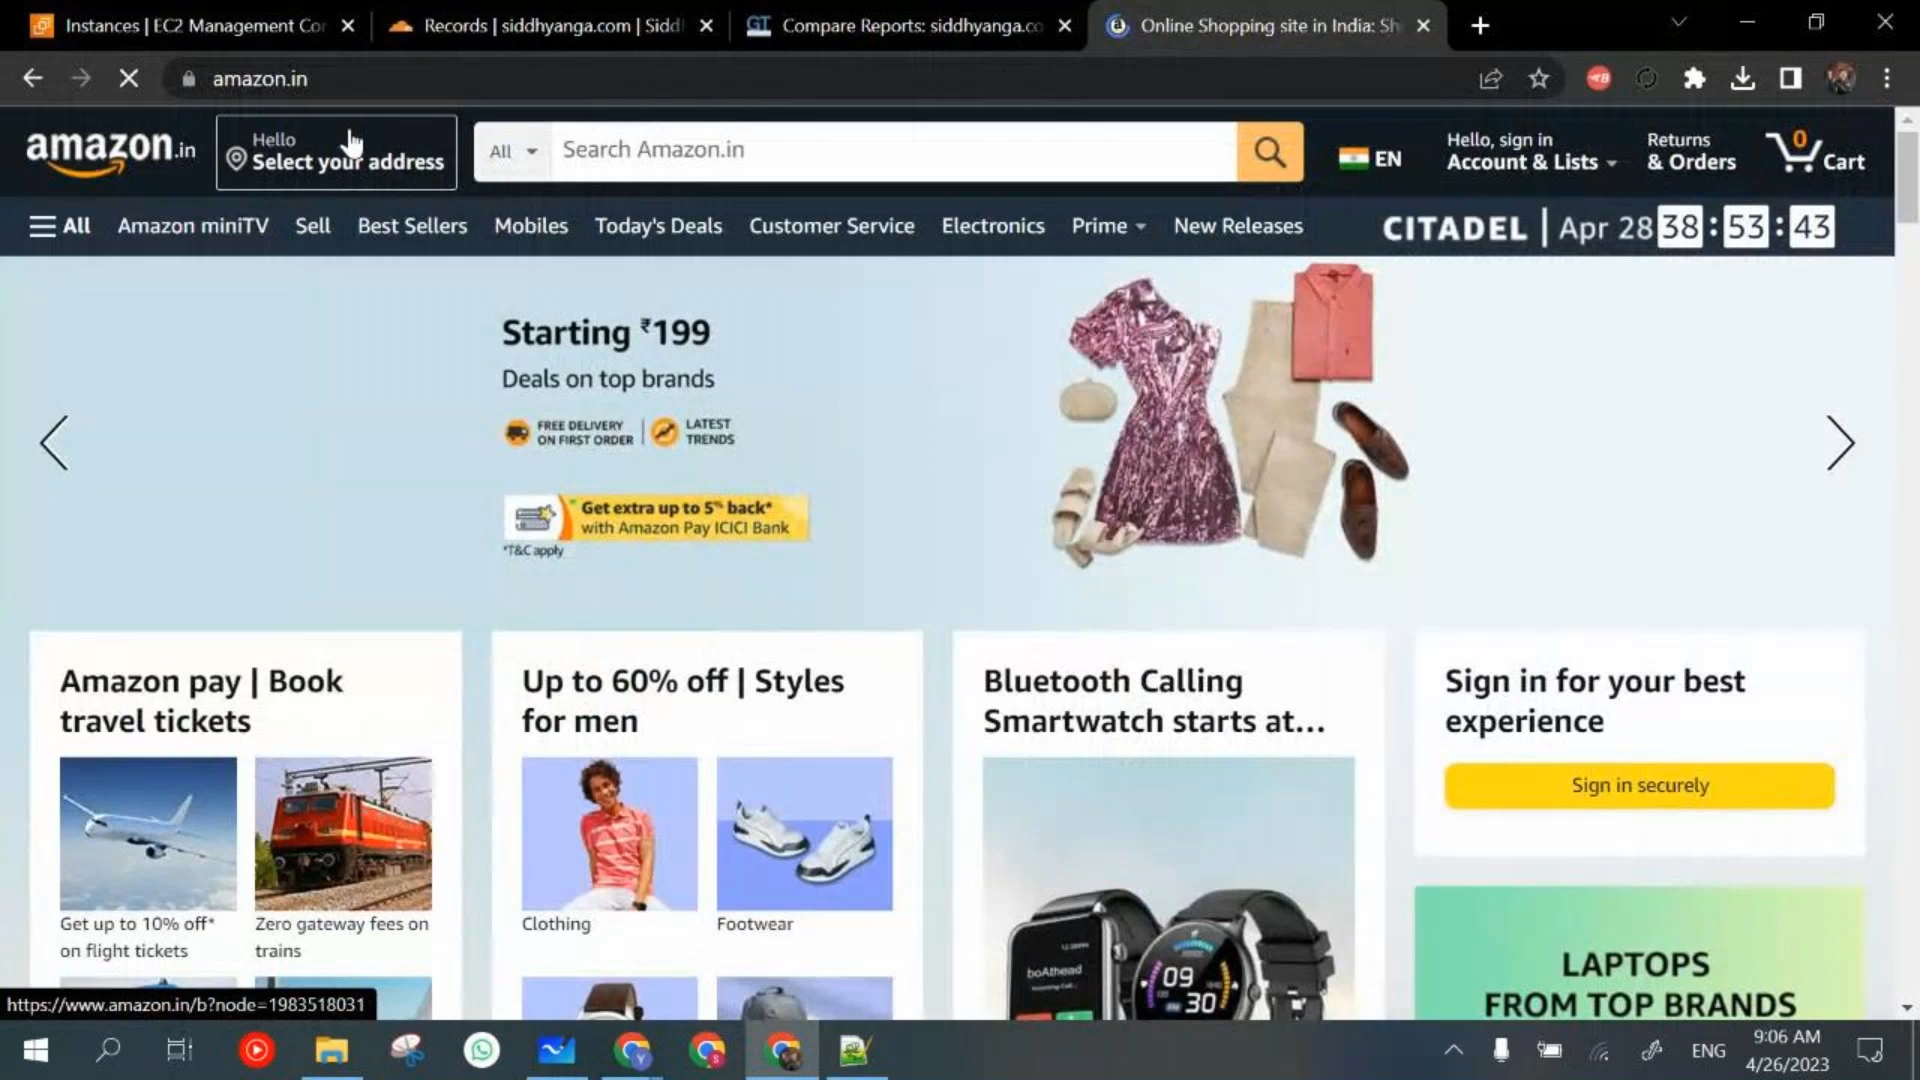 Instances | EC2 Management Cor
Records | siddhyanga.com | Sidd
GT Compare Reports: siddhyanga.co
Online Shopping site in India: Sh
amazon.in
amazon.in
Hello
Select your address
All
Search Amazon.in
EN
Hello, sign in
Account & Lists
Returns
& Orders
0
Cart
All
Amazon miniTV
Sell
Best Sellers
Mobiles
Today's Deals
Customer Service
Electronics
Prime
New Releases
CITADEL | Apr 28 38 : 53 : 43
Starting ₹199
Deals on top brands
FREE DELIVERY
ON FIRST ORDER
LATEST
TRENDS
Get extra up to 5% back*
with Amazon Pay ICICI Bank
*T&C apply
Amazon pay | Book
travel tickets
Get up to 10% off*
on flight tickets
Zero gateway fees on
trains
Up to 60% off | Styles
for men
Clothing
Footwear
Bluetooth Calling
Smartwatch starts at...
boAthead
09
30
Sign in for your best
experience
Sign in securely
LAPTOPS
FROM TOP BRANDS
https://www.amazon.in/b?node=1983518031
ENG
9:06 AM
4/26/2023